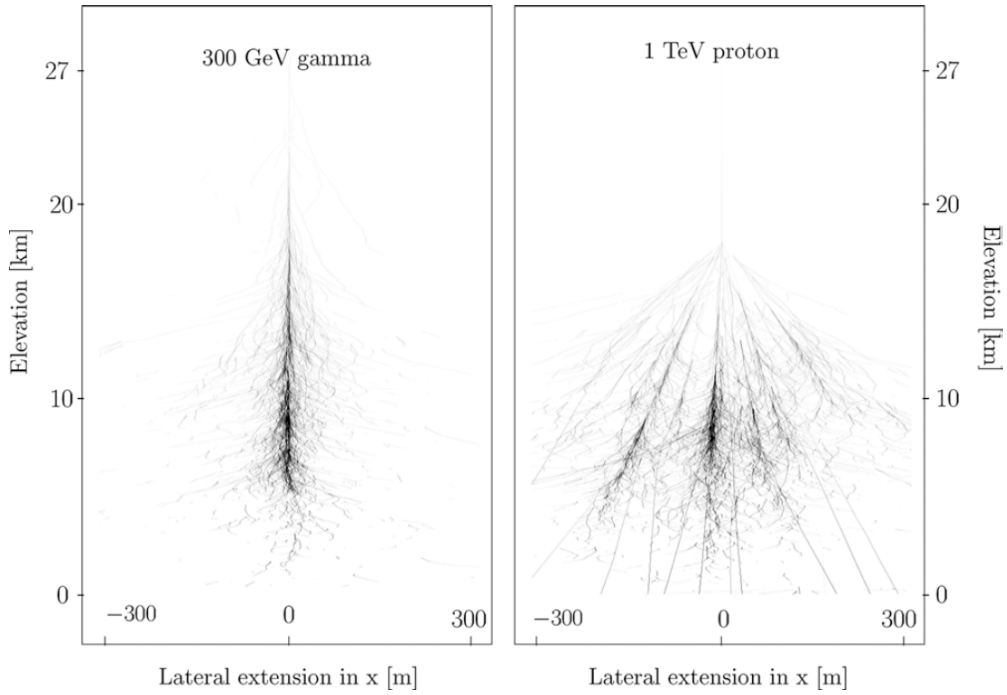 300 GeV gamma
27
20
10
0
−300
0
300
Elevation [km]
Lateral extension in x [m]
1 TeV proton
27
20
10
0
−300
0
300
Elevation [km]
Lateral extension in x [m]